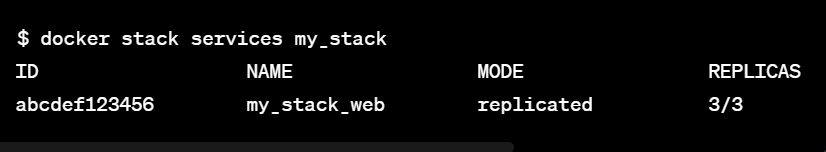 $ docker stack services my_stack
ID NAME MODE REPLICAS
abcdef123456 my_stack_web replicated 3/3